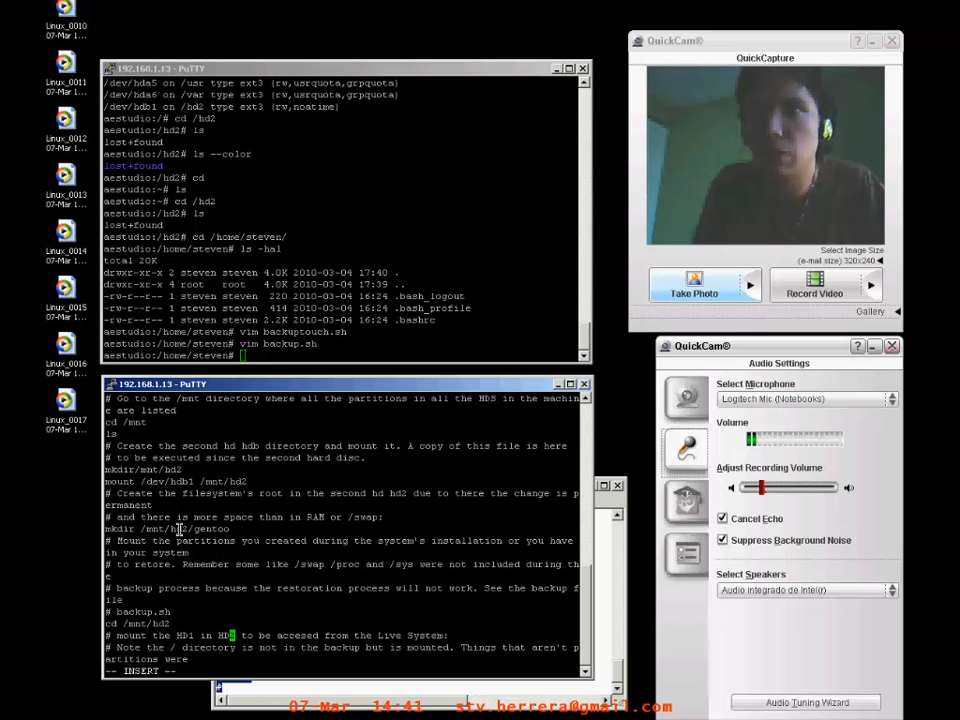 Linux_0010
07-Mar 1...
Linux_0011
07-Mar 1...
Linux_0012
07-Mar 1...
Linux_0013
07-Mar 1...
Linux_0014
07-Mar 1...
Linux_0015
07-Mar 1...
Linux_0016
07-Mar 1...
Linux_0017
07-Mar 1...
192.168.1.13 - PuTTY
/dev/hda5 on /usr type ext3 (rw,usrquota,grpquota)
/dev/hda6 on /var type ext3 (rw,usrquota,grpquota)
/dev/hdb1 on /hd2 type ext3 (rw,noatime)
aestudio:/# cd /hd2
aestudio:/hd2# ls
lost+found
aestudio:/hd2# ls --color
lost+found
aestudio:/hd2# cd
aestudio:~# ls
aestudio:~# cd /hd2
aestudio:/hd2# ls
lost+found
aestudio:/hd2# cd /home/steven/
aestudio:/home/steven# ls -hal
total 20K
drwxr-xr-x 2 steven steven 4.0K 2010-03-04 17:40 .
drwxr-xr-x 4 root   root   4.0K 2010-03-04 17:39 ..
-rw-r--r-- 1 steven steven  220 2010-03-04 16:24 .bash_logout
-rw-r--r-- 1 steven steven  414 2010-03-04 16:24 .bash_profile
-rw-r--r-- 1 steven steven 2.2K 2010-03-04 16:24 .bashrc
aestudio:/home/steven# vim backuptouch.sh
aestudio:/home/steven# vim backup.sh
aestudio:/home/steven#
192.168.1.13 - PuTTY
# Go to the /mnt directory where all the partitions in all the HDS in the machin
e are listed
cd /mnt
ls
# Create the second hd hdb directory and mount it. A copy of this file is here
# to be executed since the second hard disc.
mkdir/mnt/hd2
mount /dev/hdb1 /mnt/hd2
# Create the filesystem's root in the second hd hd2 due to there the change is p
ermanent
# and there is more space than in RAM or /swap:
mkdir /mnt/hd2/gentoo
# Mount the partitions you created during the system's installation or you have
in your system
# to retore. Remember some like /swap /proc and /sys were not included during th
e
# backup process because the restoration process will not work. See the backup f
ile
# backup.sh
cd /mnt/hd2
# mount the HD1 in HD2 to be accesed from the Live System:
# Note the / directory is not in the backup but is mounted. Things that aren't p
artitions were
-- INSERT --
QuickCam®
QuickCapture
Select Image Size
(e-mail size) 320x240
Take Photo
Record Video
Gallery
QuickCam®
Audio Settings
Select Microphone
Logitech Mic (Notebooks)
Volume
Adjust Recording Volume
Cancel Echo
Suppress Background Noise
Select Speakers
Audio integrado de Intel(r)
Audio Tuning Wizard
07-Mar 14:41 stv.herrera@gmail.com